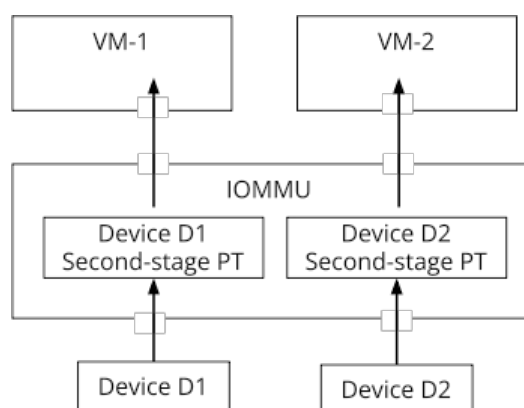 VM-1
VM-2
IOMMU
Device D1
Second-stage PT
Device D2
Second-stage PT
Device D1
Device D2